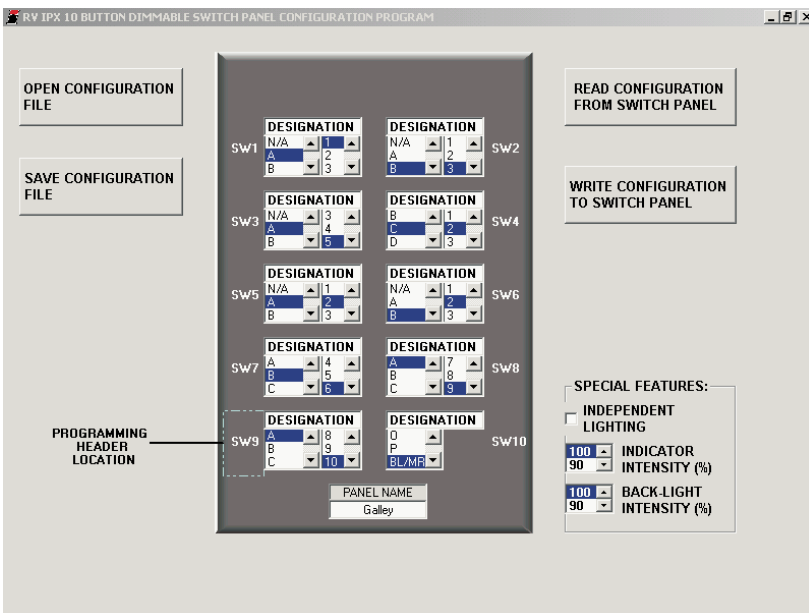 RV IPX 10 BUTTON DIMMABLE SWITCH PANEL CONFIGURATION PROGRAM
OPEN CONFIGURATION
FILE
SAVE CONFIGURATION
FILE
READ CONFIGURATION
FROM SWITCH PANEL
WRITE CONFIGURATION
TO SWITCH PANEL
SW1
DESIGNATION
N/A 1
A 2
B 3
DESIGNATION
N/A 1
A 2
B 3
SW2
SW3
DESIGNATION
N/A 3
A 4
B 5
DESIGNATION
B 1
C 2
D 3
SW4
SW5
DESIGNATION
N/A 1
A 2
B 3
DESIGNATION
N/A 1
A 2
B 3
SW6
SW7
DESIGNATION
A 4
B 5
C 6
DESIGNATION
A 7
B 8
C 9
SW8
PROGRAMMING
HEADER
LOCATION
SW9
DESIGNATION
A 8
B 9
C 10
DESIGNATION
O
P
BL/MR
SW10
PANEL NAME
Galley
SPECIAL FEATURES:
INDEPENDENT
LIGHTING
100
90
INDICATOR
INTENSITY (%)
100
90
BACK-LIGHT
INTENSITY (%)